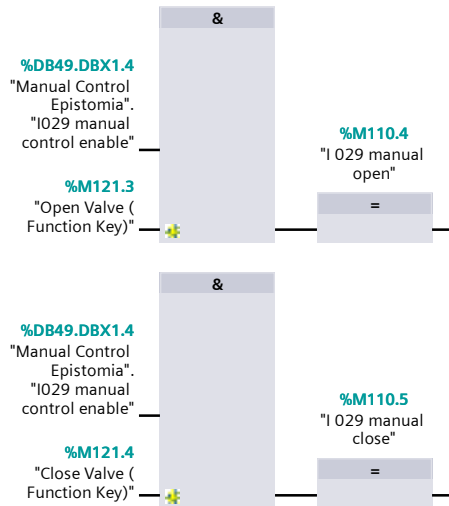 &
%DB49.DBX1.4
"Manual Control
Epistomia".
"I029 manual
control enable"
%M110.4
"I 029 manual
open"
%M121.3
"Open Valve (
Function Key)"
=
&
%DB49.DBX1.4
"Manual Control
Epistomia".
"I029 manual
control enable"
%M110.5
"I 029 manual
close"
%M121.4
"Close Valve (
Function Key)"
=